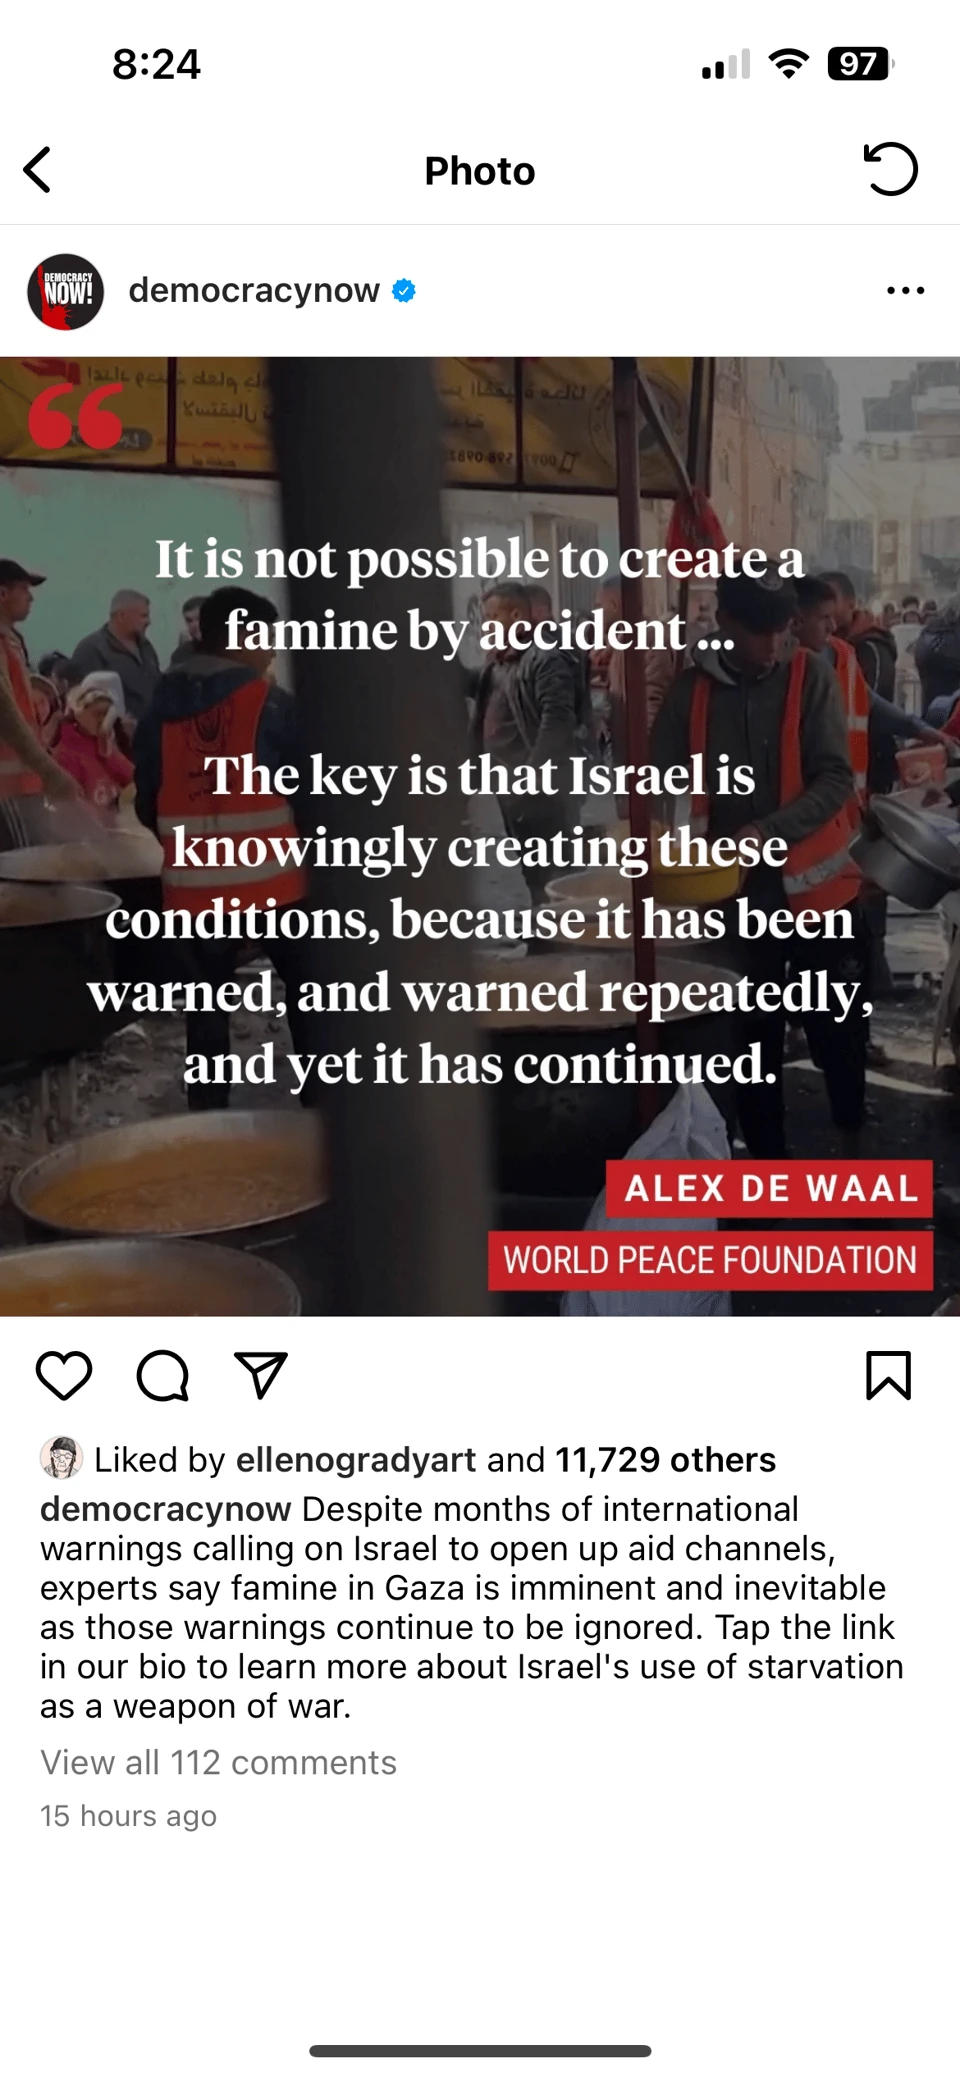 8:24
97
Photo
DEMOCRACY
NOW!
democracynow
“
It is not possible to create a
famine by accident ...
The key is that Israel is
knowingly creating these
conditions, because it has been
warned, and warned repeatedly,
and yet it has continued.
ALEX DE WAAL
WORLD PEACE FOUNDATION
Liked by ellenogradyart and 11,729 others
democracynow Despite months of international
warnings calling on Israel to open up aid channels,
experts say famine in Gaza is imminent and inevitable
as those warnings continue to be ignored. Tap the link
in our bio to learn more about Israel's use of starvation
as a weapon of war.
View all 112 comments
15 hours ago